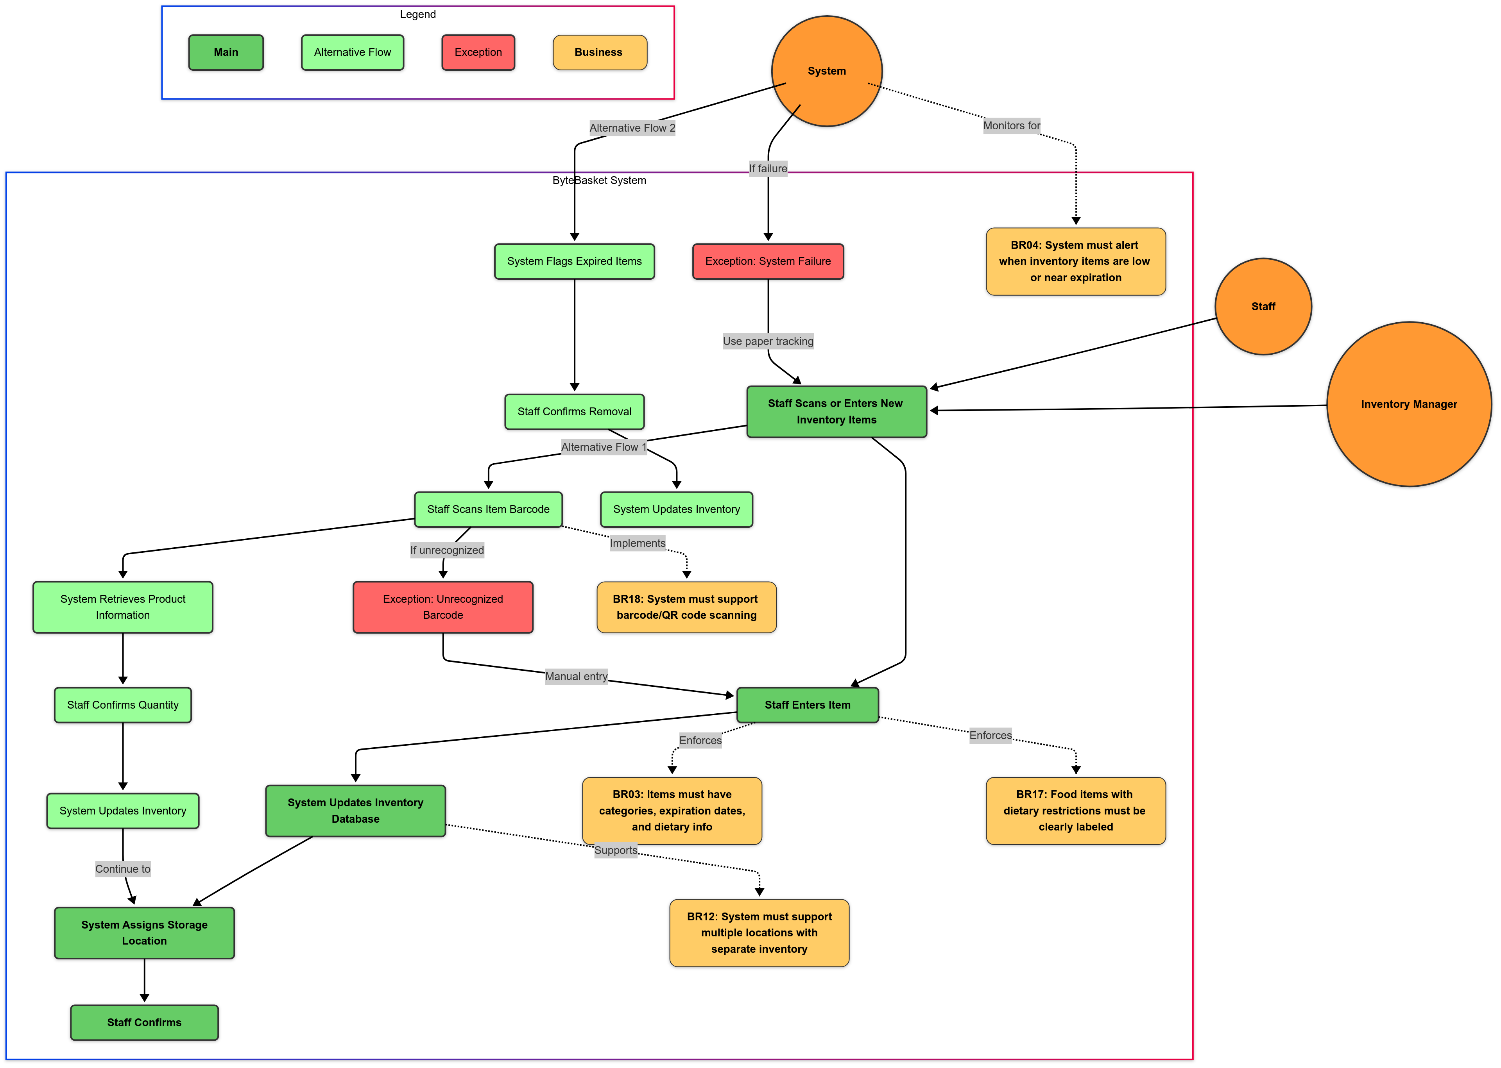 Legend
Main
Alternative Flow
Exception
Business
System
Alternative Flow 2
If failure
Monitors for
ByteBasket System
System Flags Expired Items
Exception: System Failure
BR04: System must alert
when inventory items are low
or near expiration
Staff
Inventory Manager
Use paper tracking
Staff Confirms Removal
Staff Scans or Enters New
Inventory Items
Alternative Flow 1
Staff Scans Item Barcode
System Updates Inventory
If unrecognized
Implements
System Retrieves Product
Information
Exception: Unrecognized
Barcode
BR18: System must support
barcode/QR code scanning
Manual entry
Staff Confirms Quantity
Staff Enters Item
Enforces
Enforces
System Updates Inventory
System Updates Inventory
Database
BR03: Items must have
categories, expiration dates,
and dietary info
BR17: Food items with
dietary restrictions must be
clearly labeled
Supports
Continue to
System Assigns Storage
Location
BR12: System must support
multiple locations with
separate inventory
Staff Confirms